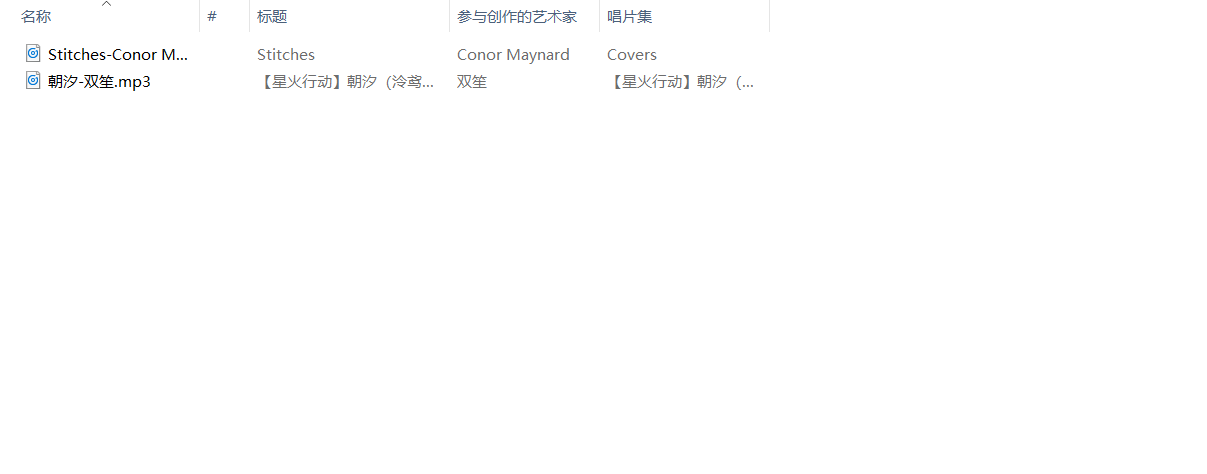 名称 # 标题 参与创作的艺术家 唱片集
Stitches-Conor M... Stitches Conor Maynard Covers
朝汐-双笙.mp3 【星火行动】朝汐（泠鸢... 双笙 【星火行动】朝汐（...